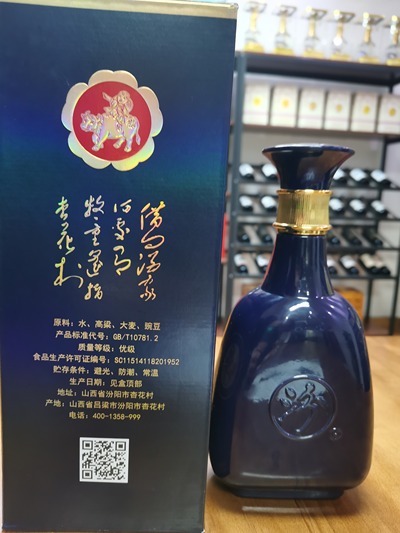 借问酒家
何处有
牧童遥指
杏花村
原料：水、高粱、大麦、豌豆
产品标准代号：GB/T10781.2
质量等级：优级
食品生产许可证编号：SC11514118201952
贮存条件：避光、防潮、常温
生产日期：见盒顶部
地址：山西省汾阳市杏花村
产地：山西省吕梁市汾阳市杏花村
电话：400-1358-999